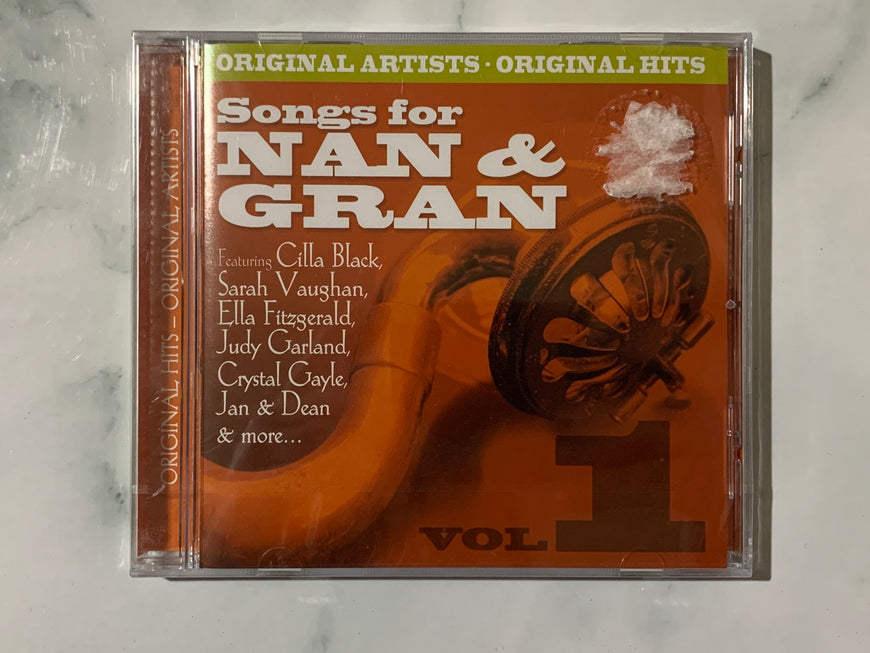 ORIGINAL ARTISTS · ORIGINAL HITS
Songs for
NAN &
GRAN
Featuring Cilla Black,
Sarah Vaughan,
Ella Fitzgerald,
Judy Garland,
Crystal Gayle,
Jan & Dean
& more...
VOL 1
ORIGINAL HITS – ORIGINAL ARTISTS